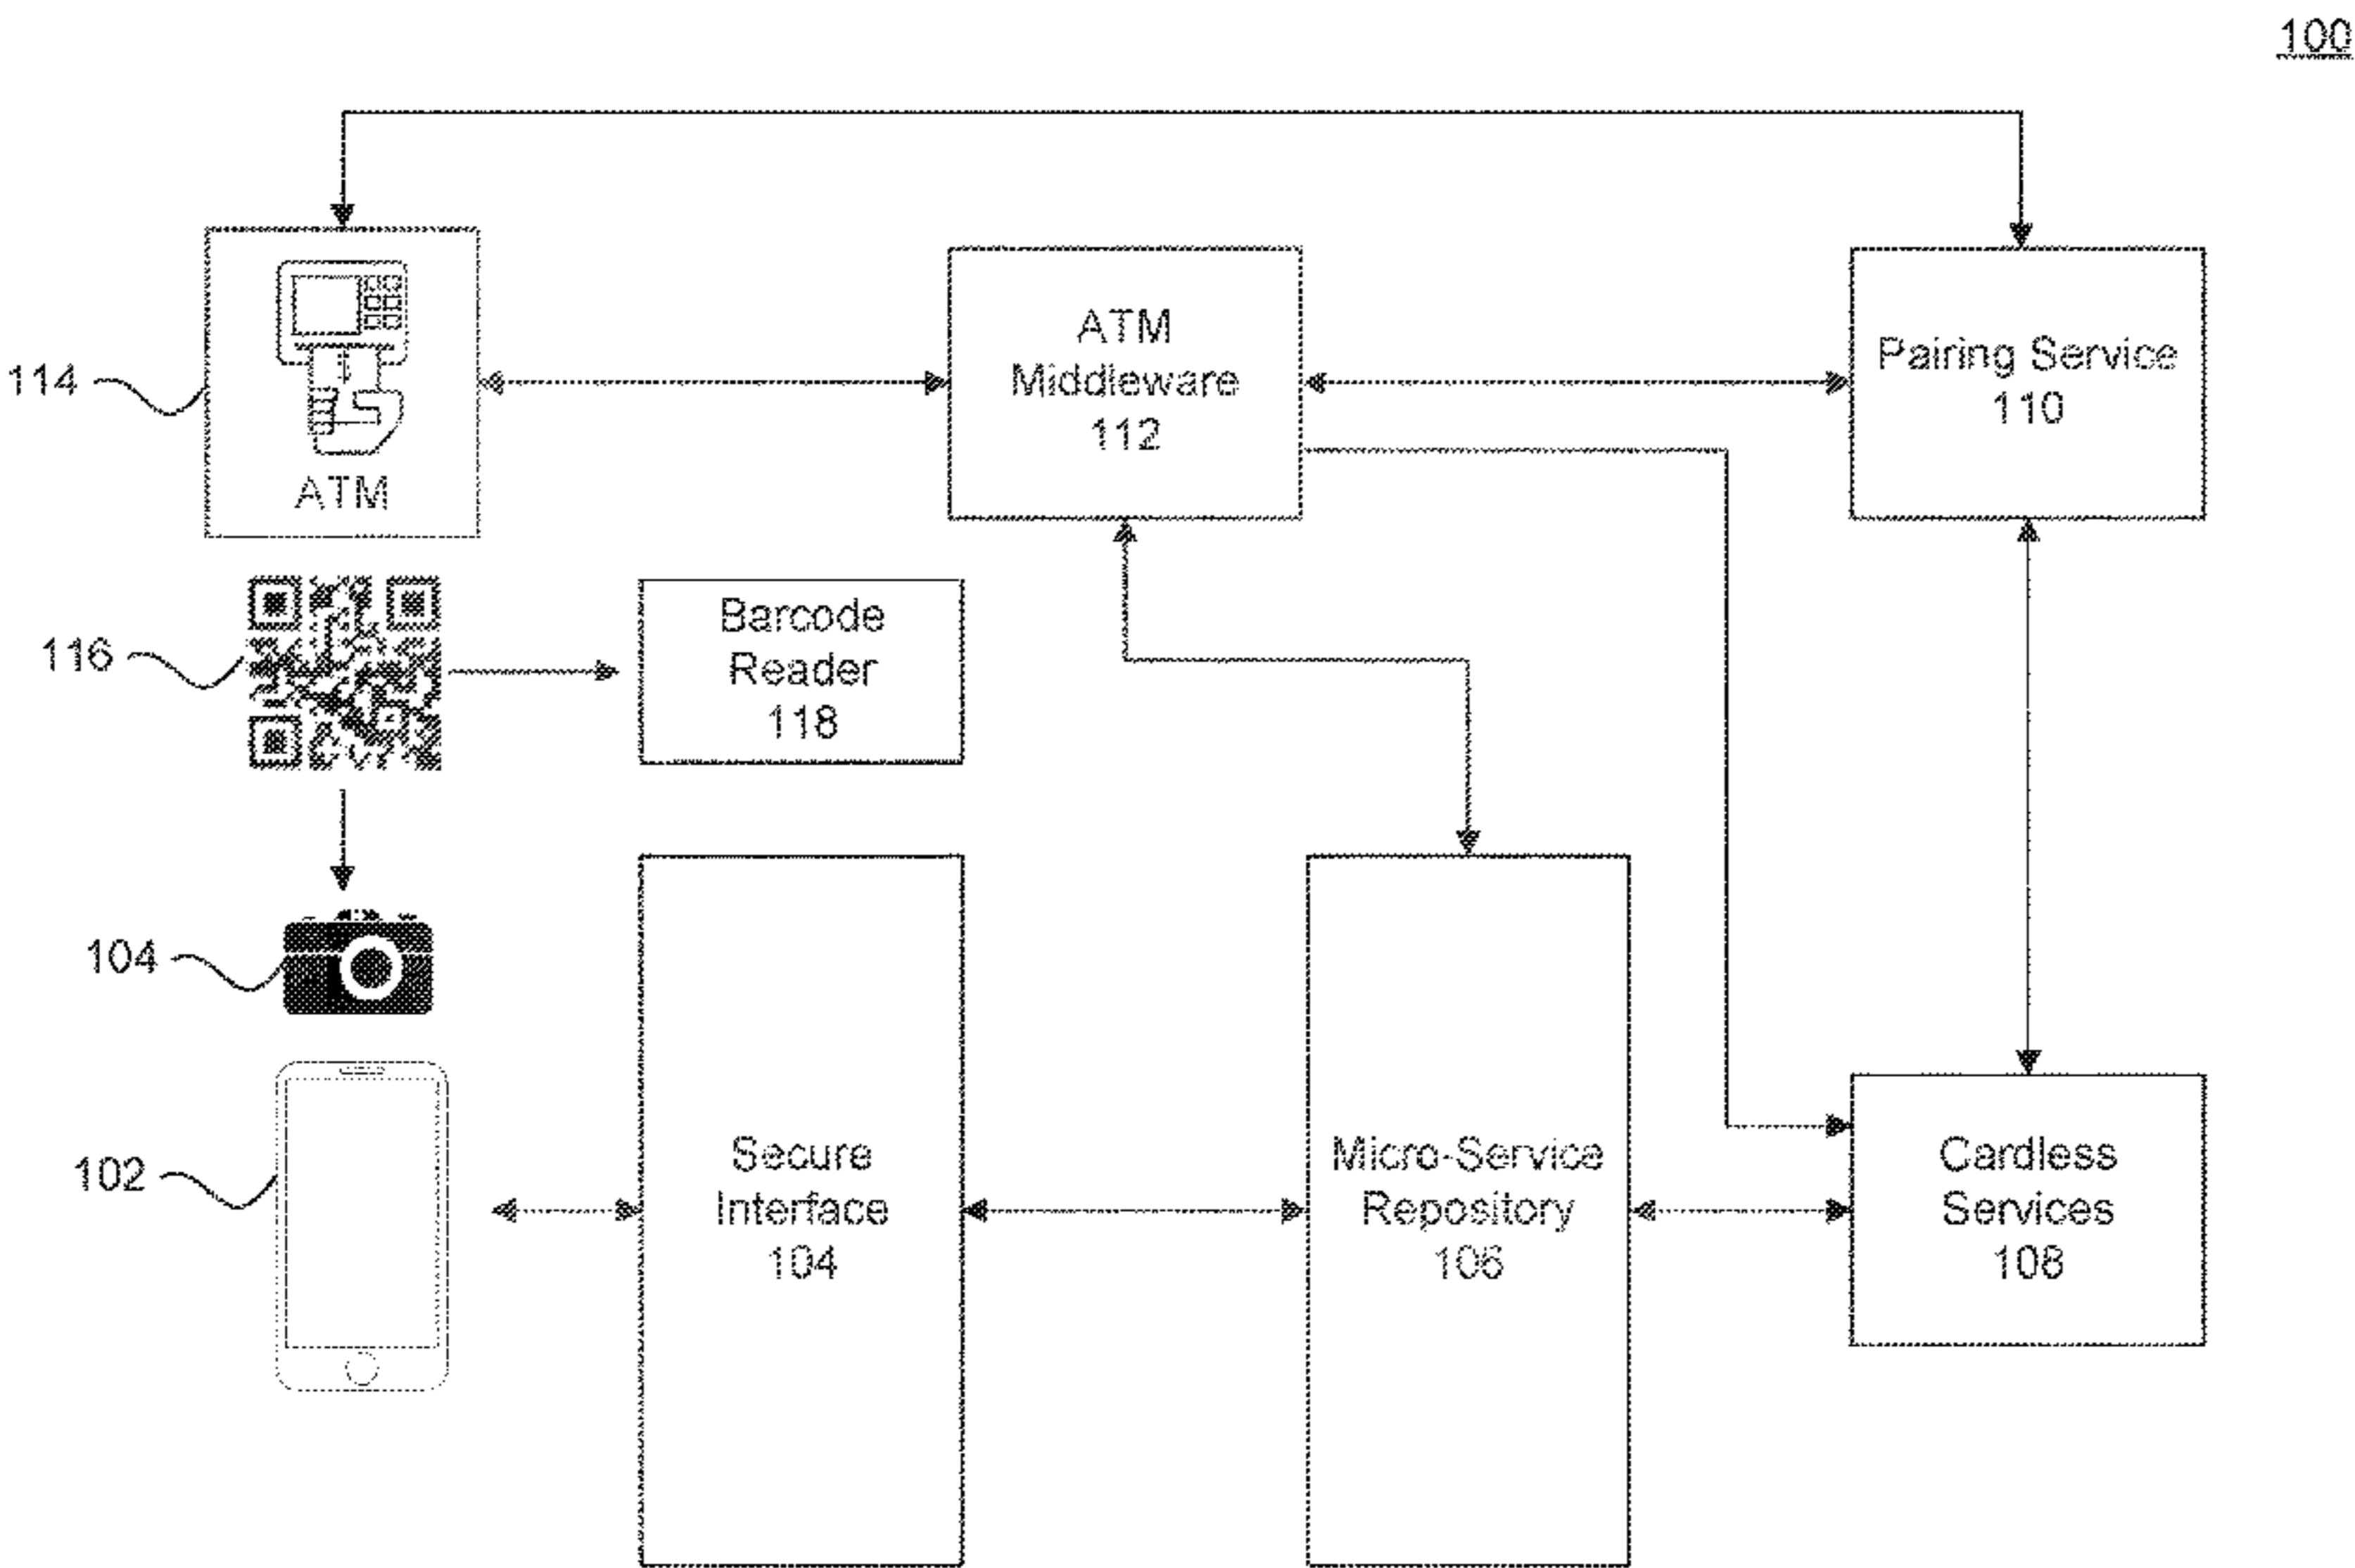 100
114
ATM
ATM
Middleware
112
Pairing Service
110
116
Barcode
Reader
118
104
102
Secure
Interface
104
Micro-Service
Repository
106
Cardless
Services
108